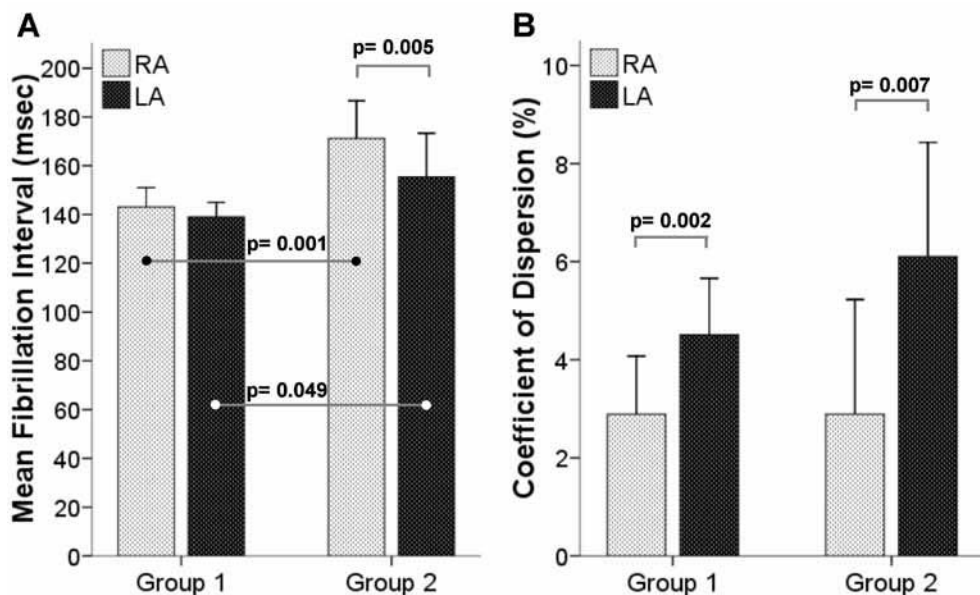 A
Mean Fibrillation Interval (msec)
200
180
160
140
120
100
80
60
40
20
0
RA
LA
p= 0.005
p= 0.001
p= 0.049
Group 1
Group 2
B
Coefficient of Dispersion (%)
10
8
6
4
2
0
RA
LA
p= 0.002
p= 0.007
Group 1
Group 2